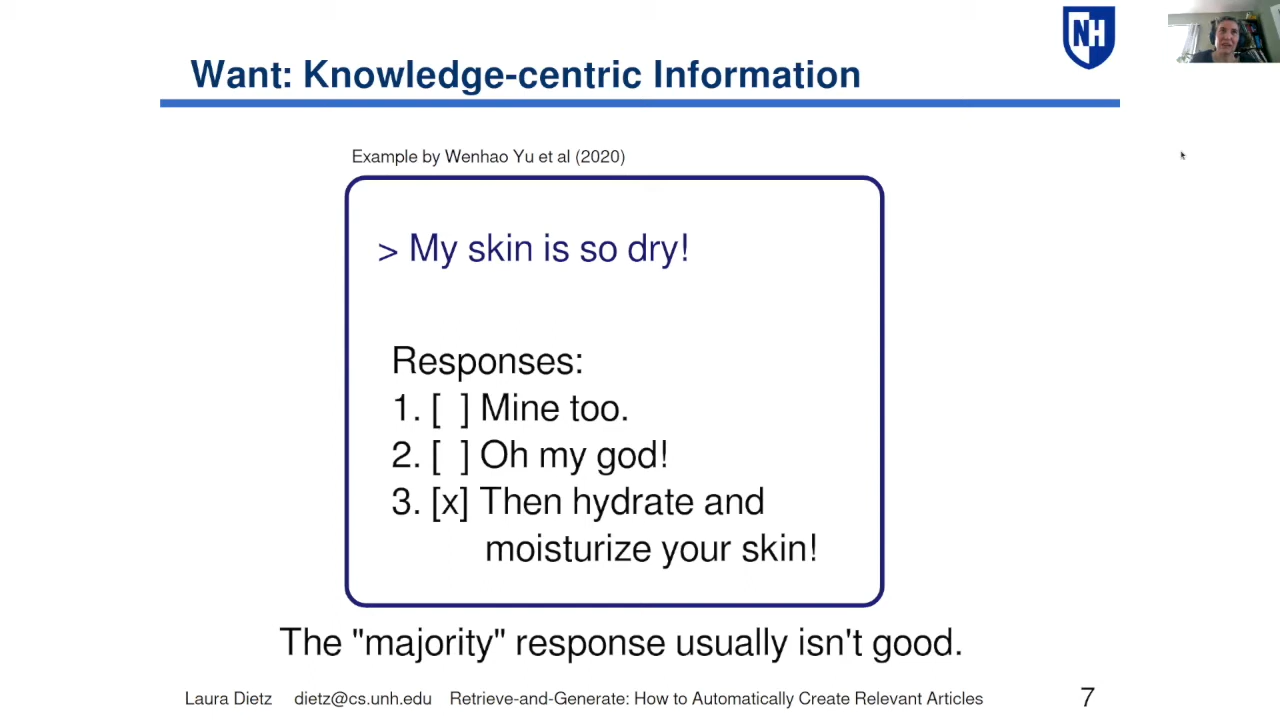 NH
Want: Knowledge-centric Information
Example by Wenhao Yu et al (2020)
> My skin is so dry!
Responses:
1. [ ] Mine too.
2. [ ] Oh my god!
3. [x] Then hydrate and
moisturize your skin!
The "majority" response usually isn't good.
Laura Dietz dietz@cs.unh.edu Retrieve-and-Generate: How to Automatically Create Relevant Articles 7